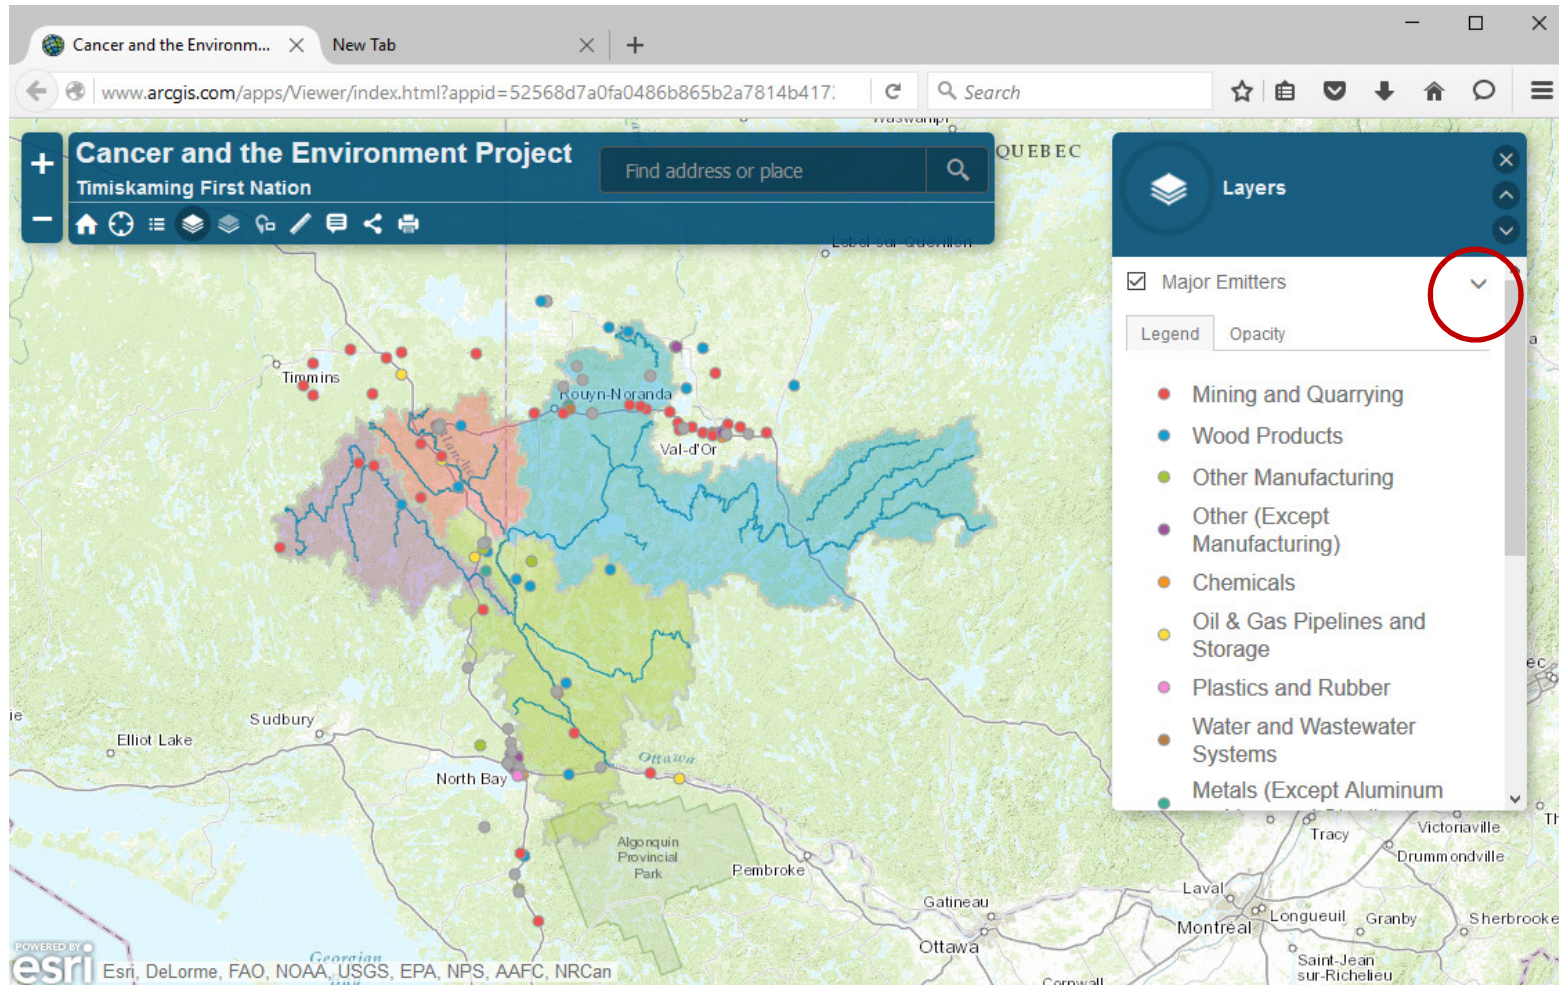 Cancer and the Environm...
New Tab
www.arcgis.com/apps/Viewer/index.html?appid=52568d7a0fa0486b865b2a7814b417
Search
Cancer and the Environment Project
Timiskaming First Nation
Find address or place
QUEBEC
Layers
Major Emitters
Legend
Opacity
Mining and Quarrying
Wood Products
Other Manufacturing
Other (Except
Manufacturing)
Chemicals
Oil & Gas Pipelines and
Storage
Plastics and Rubber
Water and Wastewater
Systems
Metals (Except Aluminum
Timmins
Rouyn-Noranda
Val-d'Or
Sudbury
Elliot Lake
North Bay
Ottawa
Algonquin
Provincial
Park
Pembroke
Gatineau
Ottawa
Laval
Montréal
Longueuil
Granby
Sherbrooke
Tracy
Victoriaville
Drummondville
Saint-Jean
sur-Richelieu
Cornwall
Georgian
POWERED BY
esri
Esri, DeLorme, FAO, NOAA, USGS, EPA, NPS, AAFC, NRCan